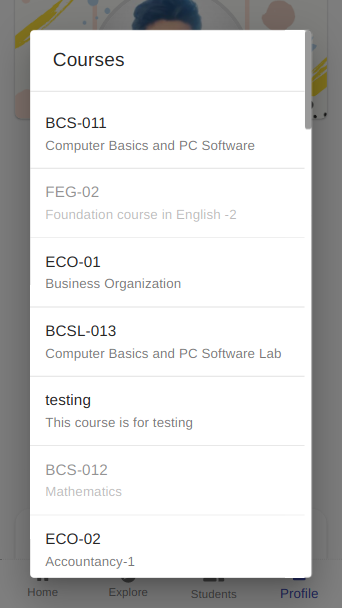 Courses
BCS-011
Computer Basics and PC Software
FEG-02
Foundation course in English -2
ECO-01
Business Organization
BCSL-013
Computer Basics and PC Software Lab
testing
This course is for testing
BCS-012
Mathematics
ECO-02
Accountancy-1
Home
Explore
Students
Profile